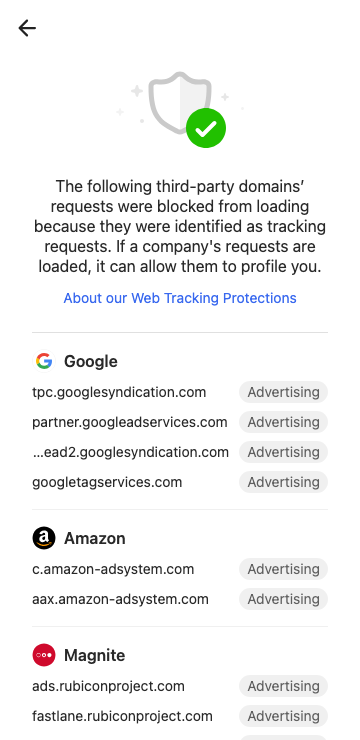 The following third-party domains’
requests were blocked from loading
because they were identified as tracking
requests. If a company's requests are
loaded, it can allow them to profile you.
About our Web Tracking Protections
Google
tpc.googlesyndication.com Advertising
partner.googleadservices.com Advertising
...ead2.googlesyndication.com Advertising
googletagservices.com Advertising
Amazon
c.amazon-adsystem.com Advertising
aax.amazon-adsystem.com Advertising
Magnite
ads.rubiconproject.com Advertising
fastlane.rubiconproject.com Advertising